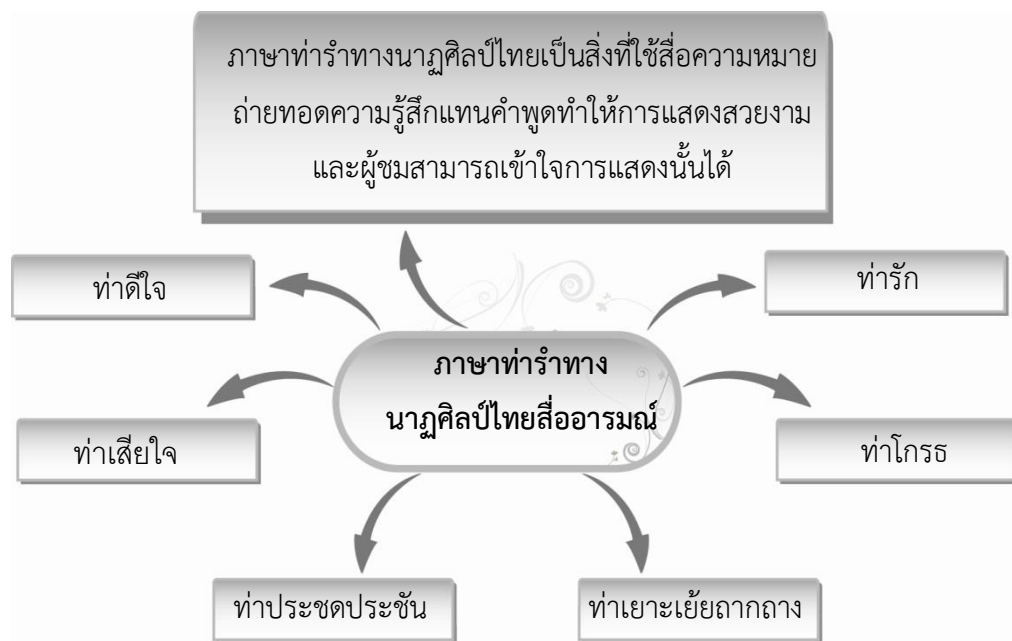 ภาษาท่ารำทางนาฏศิลป์ไทยเป็นสิ่งที่ใช้สื่อความหมาย
ถ่ายทอดความรู้สึกแทนคำพูดทำให้การแสดงสวยงาม
และผู้ชมสามารถเข้าใจการแสดงนั้นได้
ท่าดีใจ
ท่ารัก
ภาษาท่ารำทาง
นาฏศิลป์ไทยสื่ออารมณ์
ท่าเสียใจ
ท่าโกรธ
ท่าประชดประชัน
ท่าเยาะเย้ยถากถาง